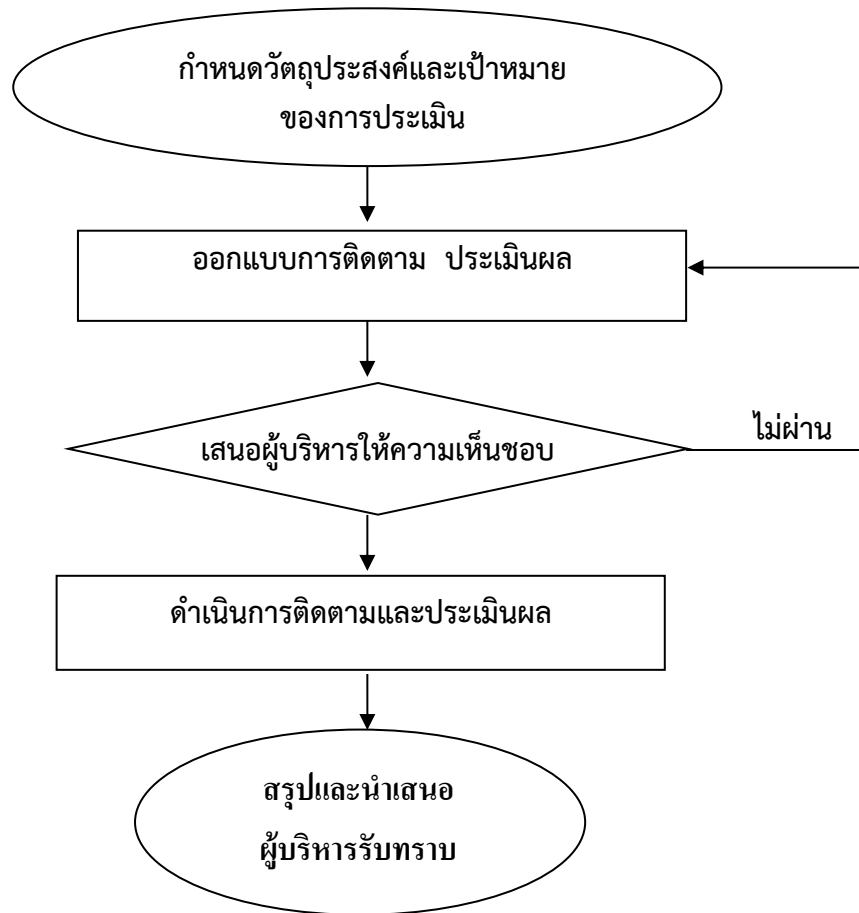 กำหนดวัตถุประสงค์และเป้าหมาย
ของการประเมิน
ออกแบบการติดตาม ประเมินผล
เสนอผู้บริหารให้ความเห็นชอบ
ไม่ผ่าน
ดำเนินการติดตามและประเมินผล
สรุปและนำเสนอ
ผู้บริหารรับทราบ